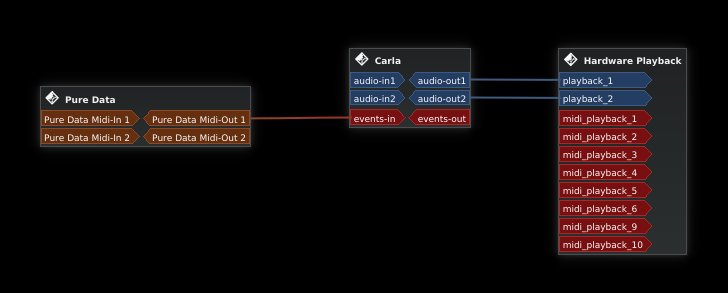 Pure Data
Pure Data Midi-In 1
Pure Data Midi-Out 1
Pure Data Midi-In 2
Pure Data Midi-Out 2
Carla
audio-in1
audio-out1
audio-in2
audio-out2
events-in
events-out
Hardware Playback
playback_1
playback_2
midi_playback_1
midi_playback_2
midi_playback_3
midi_playback_4
midi_playback_5
midi_playback_6
midi_playback_9
midi_playback_10